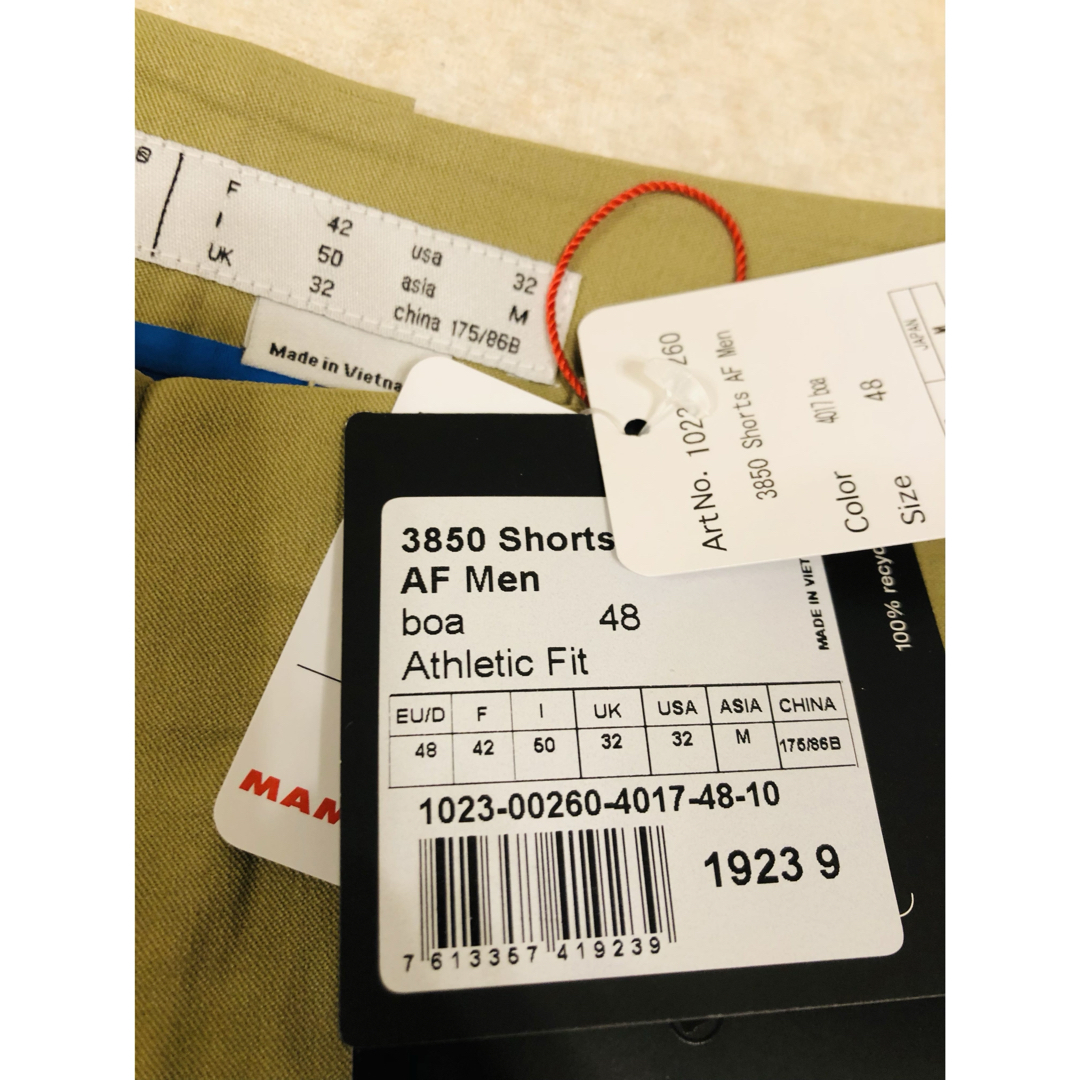 ®
F 42 usa 32
I 50 asia M
UK 32 china 175/86B
Made in Vietna
JAPAN
ArtNo. 102 260
3850 Shorts AF Men
Color 4017 boa
Size 48
3850 Shorts
AF Men
boa 48
Athletic Fit
MADE IN VIET
100% recyc
EU/D F I UK USA ASIA CHINA
48 42 50 32 32 M 175/86B
1023-00260-4017-48-10
1923 9
7 613357 419239
MAM